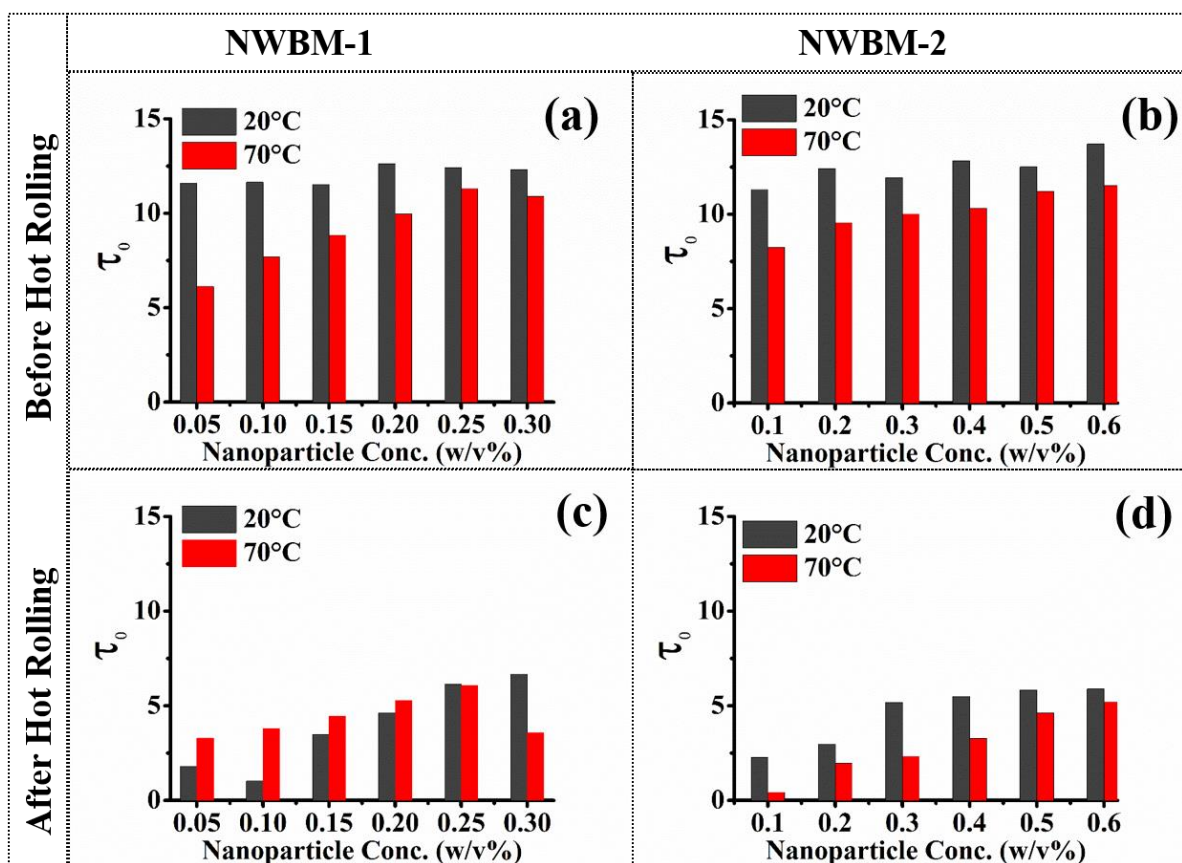 NWBM-1 NWBM-2
Before Hot Rolling
(a)
20°C
70°C
15
10
5
0
τ₀
0.05 0.10 0.15 0.20 0.25 0.30
Nanoparticle Conc. (w/v%)
(b)
20°C
70°C
15
10
5
0
τ₀
0.1 0.2 0.3 0.4 0.5 0.6
Nanoparticle Conc. (w/v%)
After Hot Rolling
(c)
20°C
70°C
15
10
5
0
τ₀
0.05 0.10 0.15 0.20 0.25 0.30
Nanoparticle Conc. (w/v%)
(d)
20°C
70°C
15
10
5
0
τ₀
0.1 0.2 0.3 0.4 0.5 0.6
Nanoparticle Conc. (w/v%)